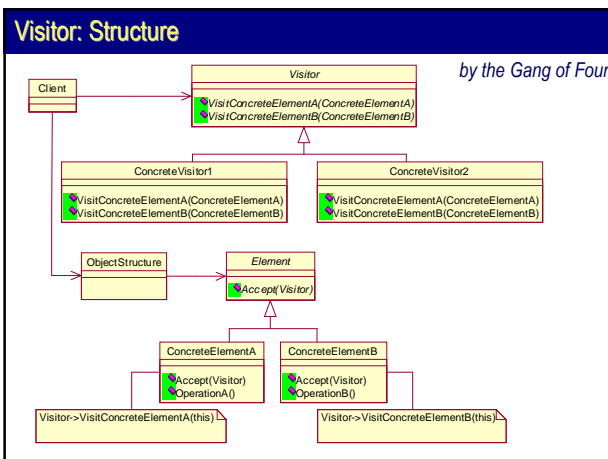 Visitor: Structure
by the Gang of Four
Client
Visitor
VisitConcreteElementA(ConcreteElementA)
VisitConcreteElementB(ConcreteElementB)
ConcreteVisitor1
VisitConcreteElementA(ConcreteElementA)
VisitConcreteElementB(ConcreteElementB)
ConcreteVisitor2
VisitConcreteElementA(ConcreteElementA)
VisitConcreteElementB(ConcreteElementB)
ObjectStructure
Element
Accept(Visitor)
ConcreteElementA
Accept(Visitor)
OperationA()
ConcreteElementB
Accept(Visitor)
OperationB()
Visitor->VisitConcreteElementA(this)
Visitor->VisitConcreteElementB(this)